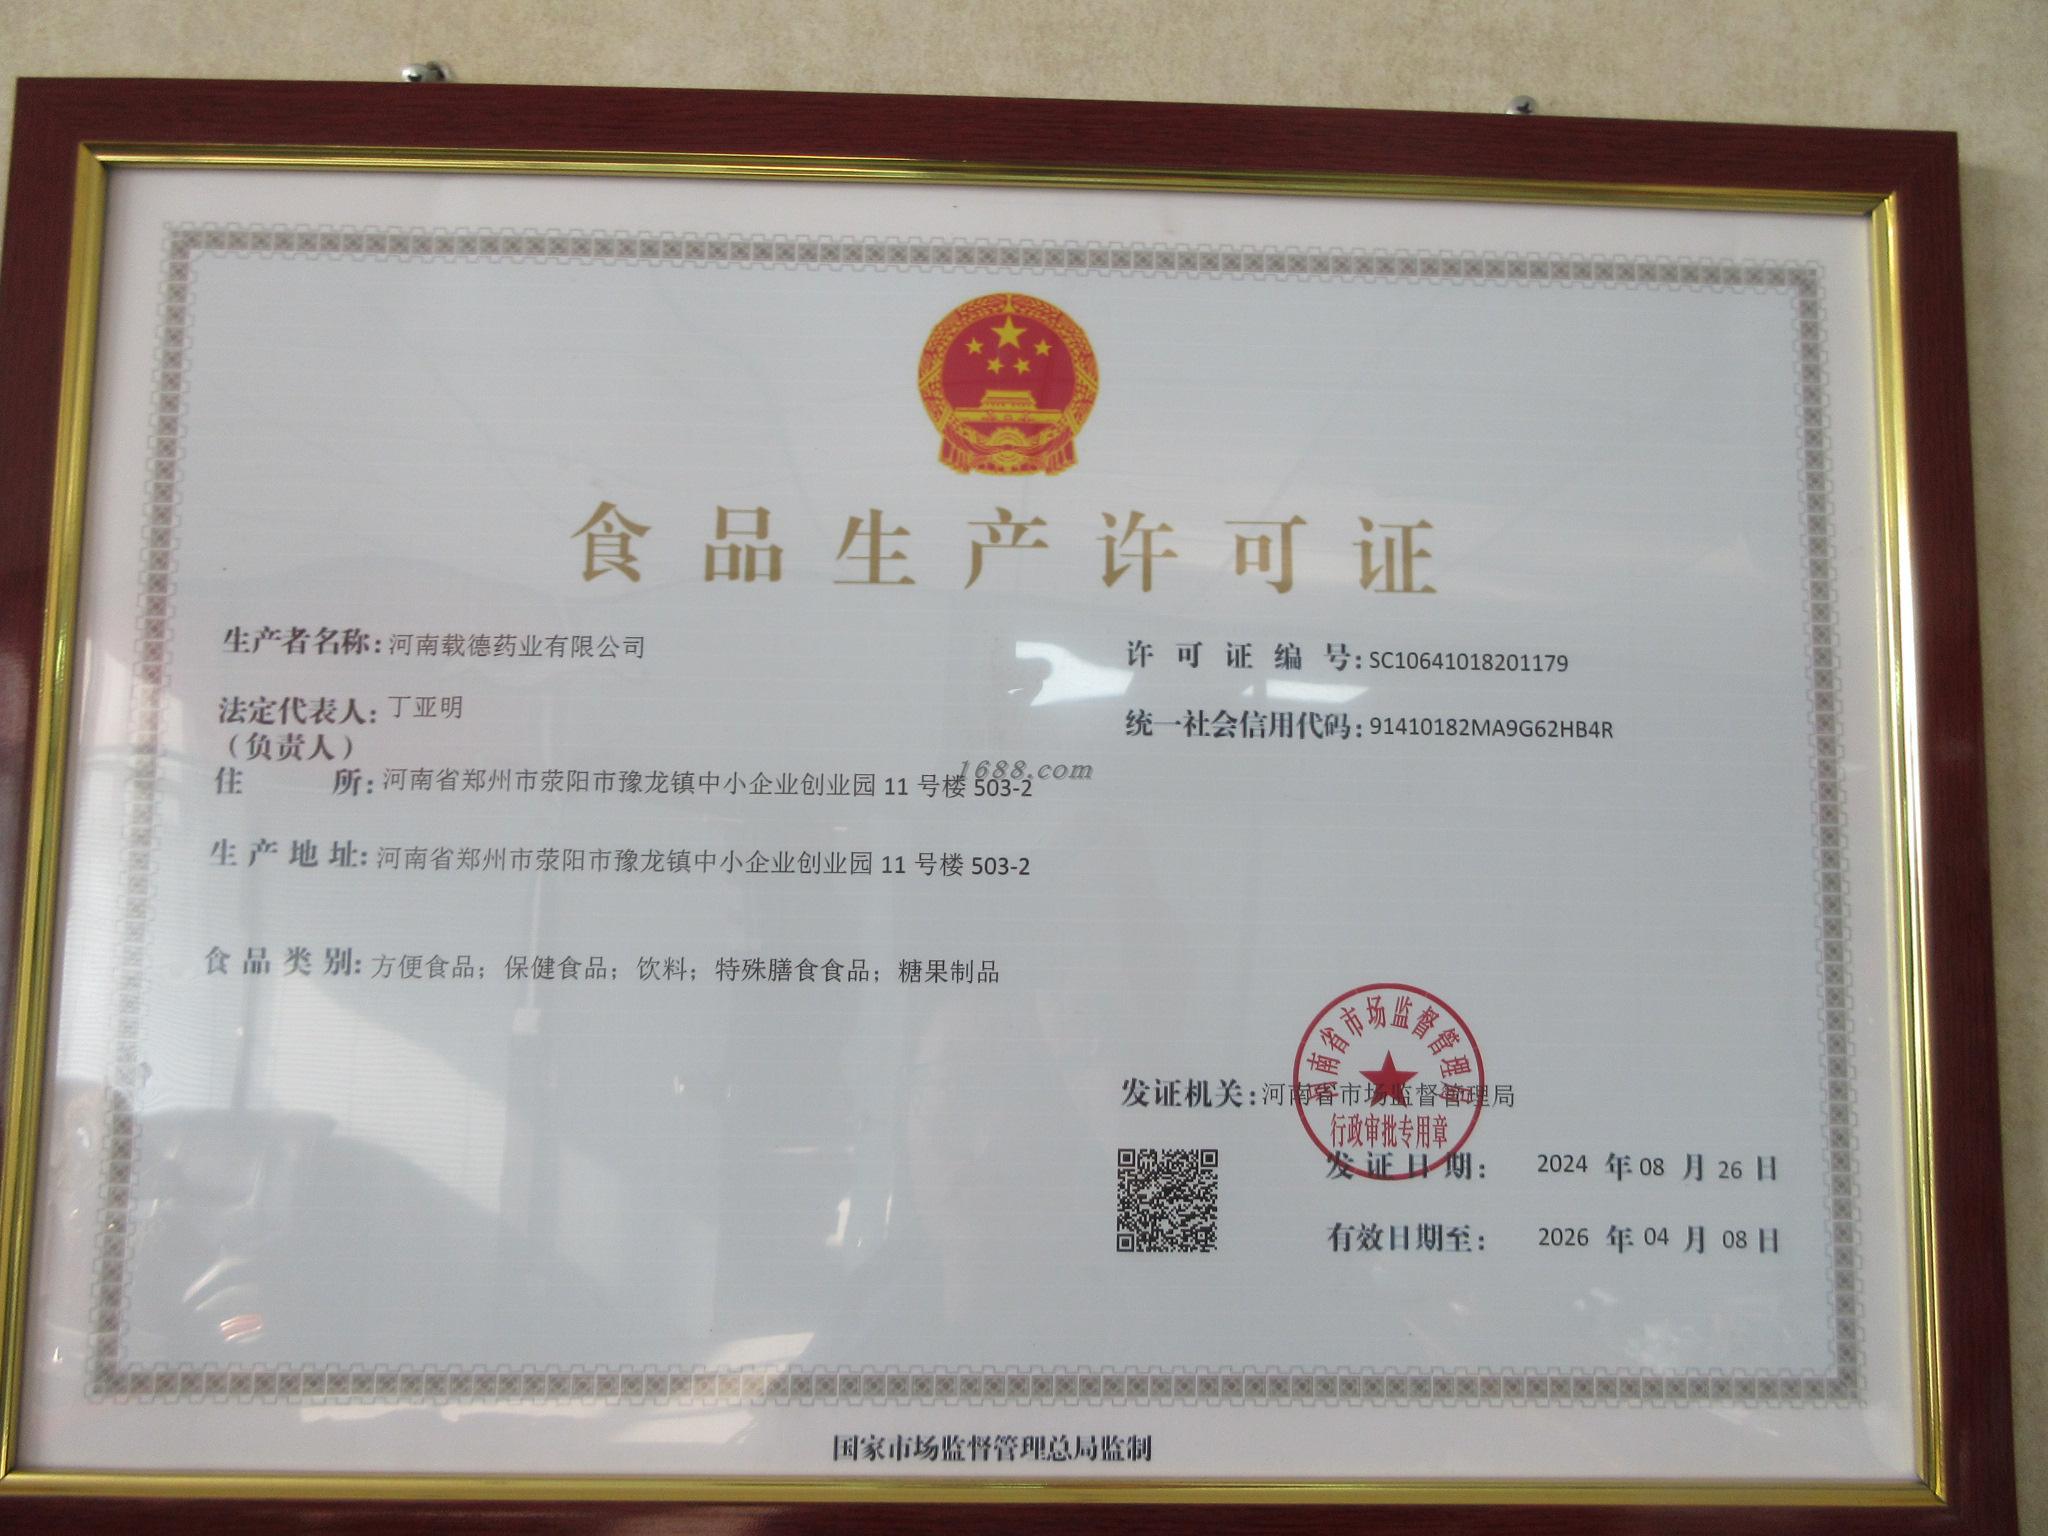 食品生产许可证
生产者名称:河南载德药业有限公司
许可证编号:SC10641018201179
法定代表人:丁亚明
(负责人)
统一社会信用代码:91410182MA9G62HB4R
住所:河南省郑州市荥阳市豫龙镇中小企业创业园 11 号楼 503-2
1688.com
生产地址:河南省郑州市荥阳市豫龙镇中小企业创业园 11 号楼 503-2
食品类别:方便食品;保健食品;饮料;特殊膳食食品;糖果制品
河南省市场监督管理局
行政审批专用章
发证机关:河南省市场监督管理局
发证日期: 2024 年 08 月 26 日
有效日期至: 2026 年 04 月 08 日
国家市场监督管理总局监制